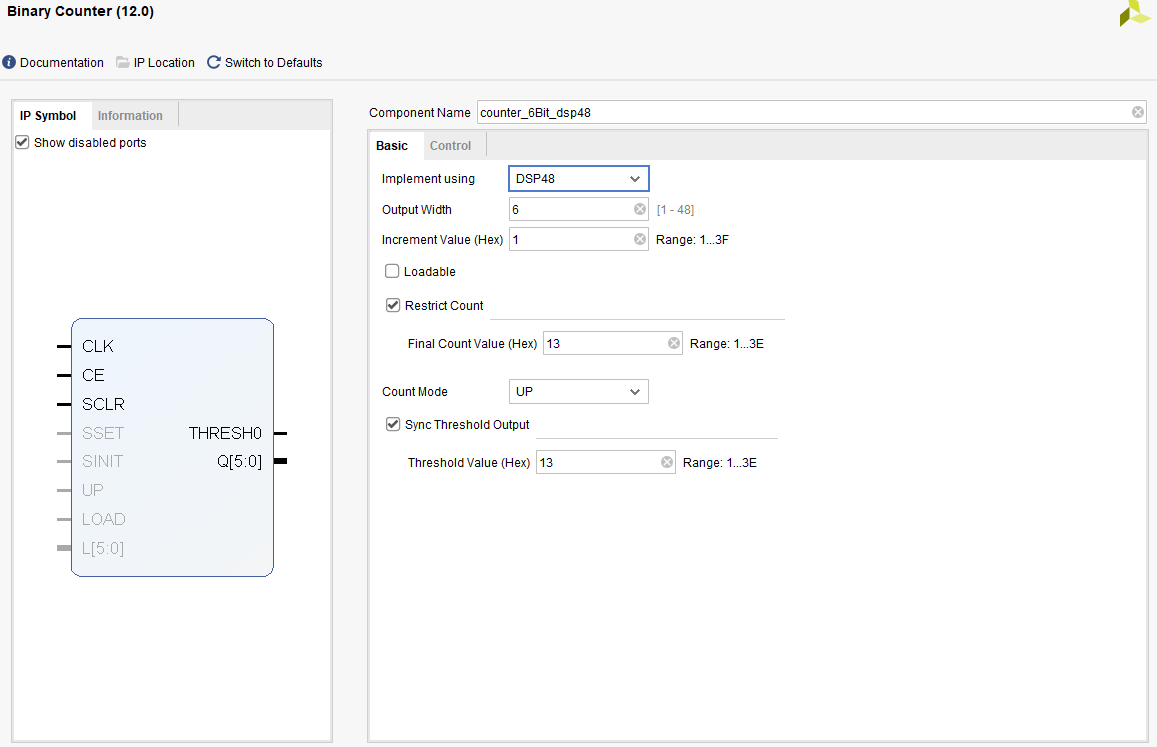 Binary Counter (12.0)
Documentation IP Location Switch to Defaults
IP Symbol Information
Show disabled ports
CLK
CE
SCLR
SSET THRESH0
SINIT Q[5:0]
UP
LOAD
L[5:0]
Component Name counter_6Bit_dsp48
Basic Control
Implement using DSP48
Output Width 6 [1 - 48]
Increment Value (Hex) 1 Range: 1...3F
Loadable
Restrict Count
Final Count Value (Hex) 13 Range: 1...3E
Count Mode UP
Sync Threshold Output
Threshold Value (Hex) 13 Range: 1...3E